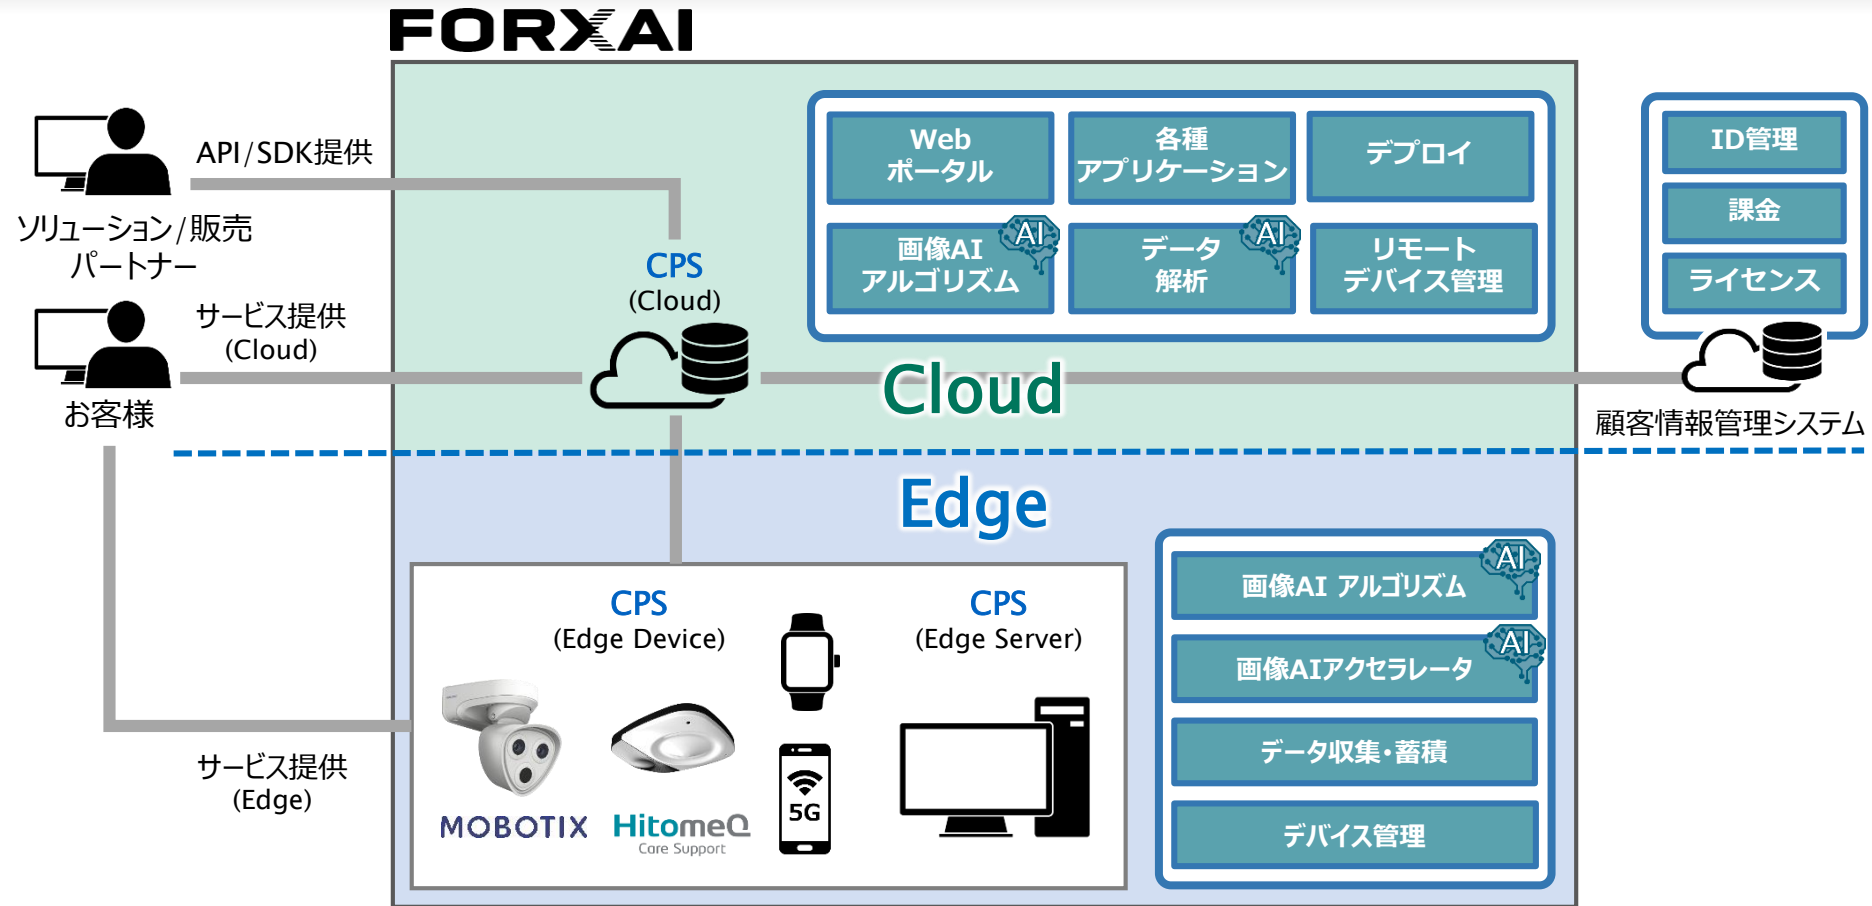 FORXAI
API/SDK提供
ソリューション/販売
パートナー
サービス提供
(Cloud)
お客様
CPS
(Cloud)
Web
ポータル
各種
アプリケーション
デプロイ
画像AI
アルゴリズム
AI
データ
解析
AI
リモート
デバイス管理
ID管理
課金
ライセンス
顧客情報管理システム
Cloud
Edge
サービス提供
(Edge)
CPS
(Edge Device)
CPS
(Edge Server)
MOBOTIX
HitomeQ
Care Support
5G
画像AI アルゴリズム
AI
画像AIアクセラレータ
AI
データ収集・蓄積
デバイス管理